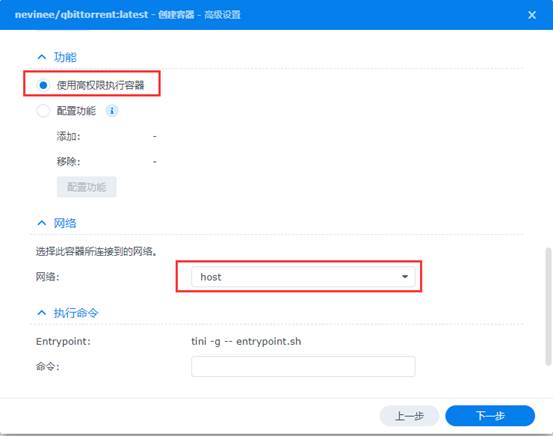 nevinee/qbittorrent:latest - 创建容器 - 高级设置
功能
使用高权限执行容器
配置功能
添加: -
移除: -
配置功能
网络
选择此容器所连接到的网络。
网络: host
执行命令
Entrypoint: tini -g -- entrypoint.sh
命令:
上一步 下一步